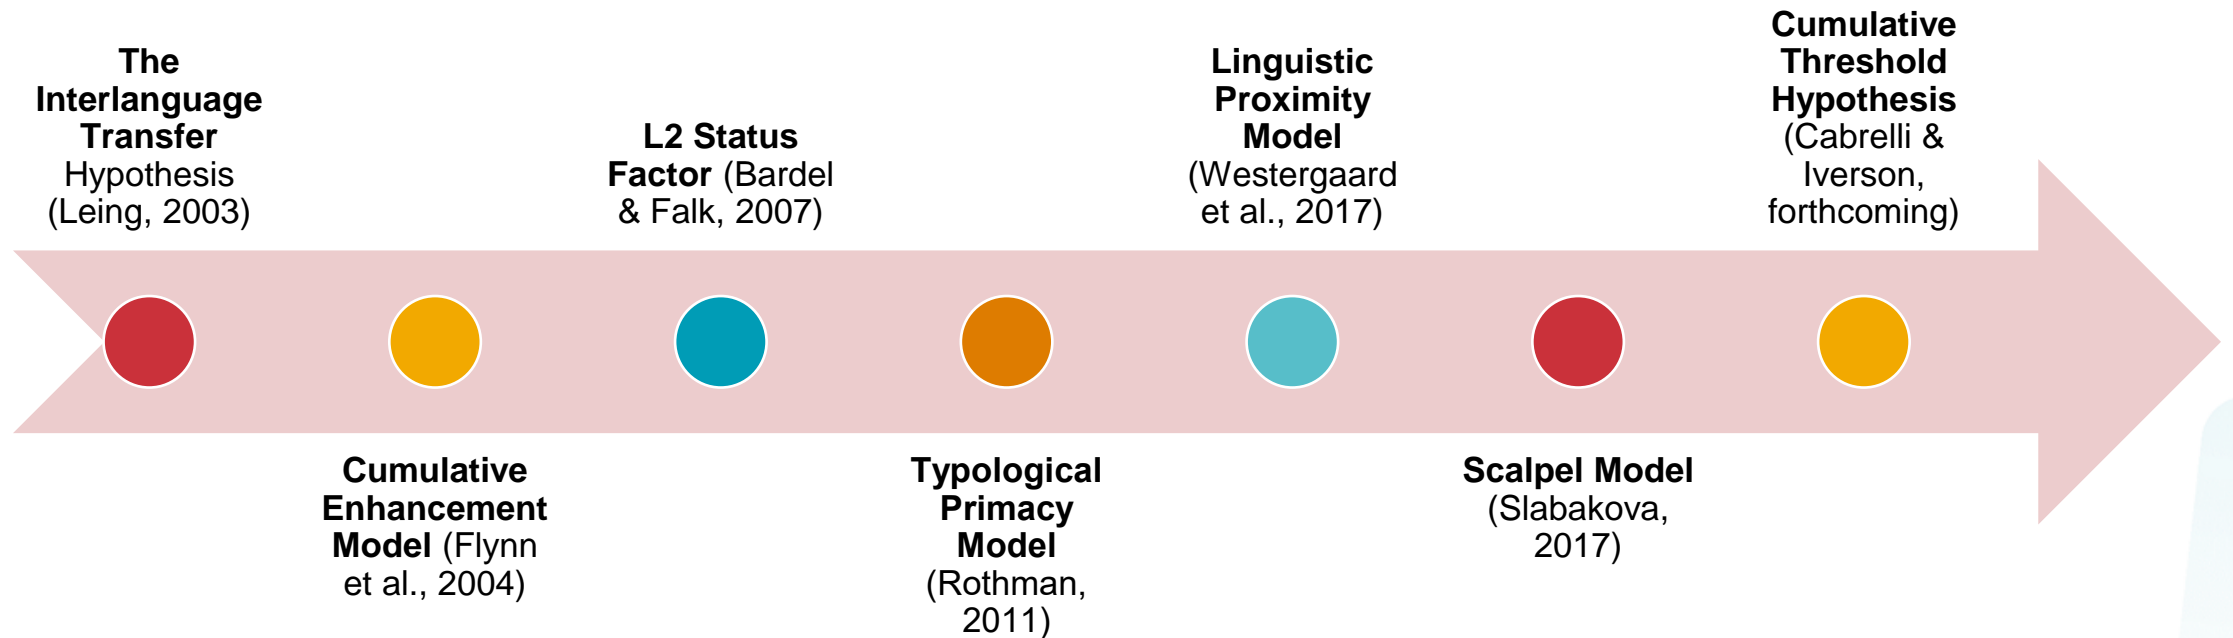 The
Interlanguage
Transfer
Hypothesis
(Leing, 2003)
Cumulative
Enhancement
Model (Flynn
et al., 2004)
L2 Status
Factor (Bardel
& Falk, 2007)
Typological
Primacy
Model
(Rothman,
2011)
Linguistic
Proximity
Model
(Westergaard
et al., 2017)
Scalpel Model
(Slabakova,
2017)
Cumulative
Threshold
Hypothesis
(Cabrelli &
Iverson,
forthcoming)